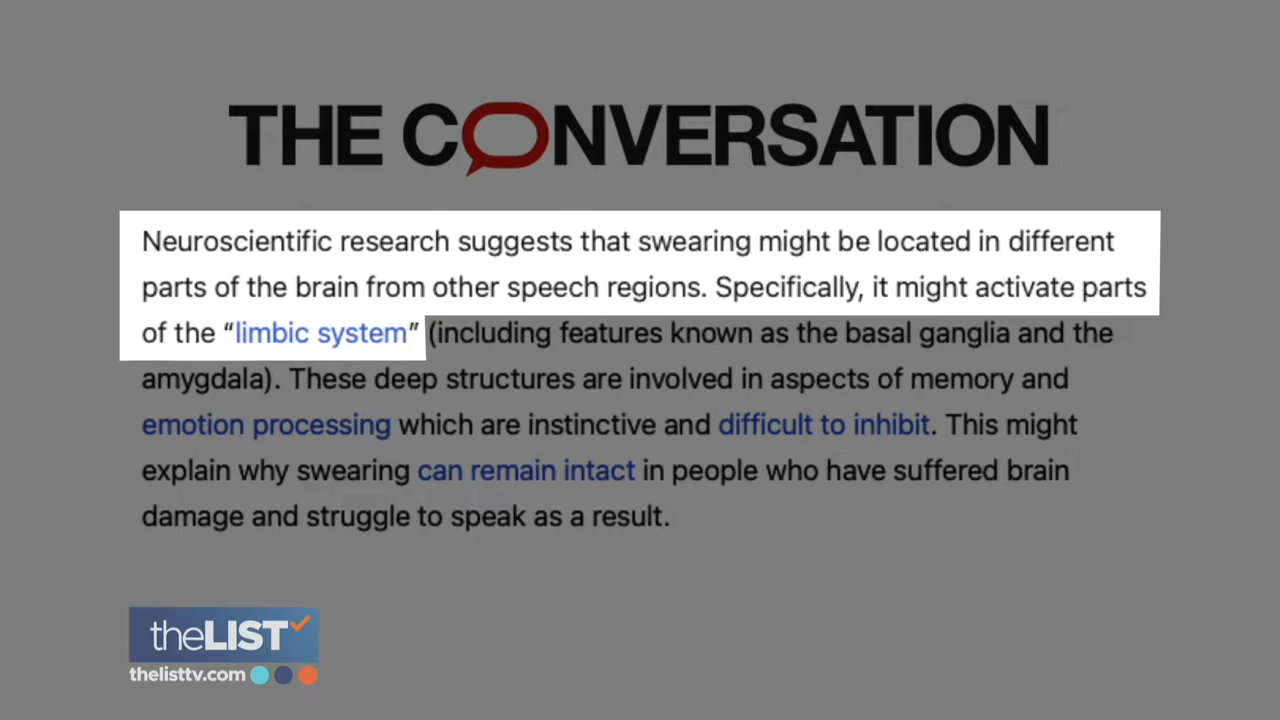 THE CONVERSATION
Neuroscientific research suggests that swearing might be located in different
parts of the brain from other speech regions. Specifically, it might activate parts
of the “limbic system” (including features known as the basal ganglia and the
amygdala). These deep structures are involved in aspects of memory and
emotion processing which are instinctive and difficult to inhibit. This might
explain why swearing can remain intact in people who have suffered brain
damage and struggle to speak as a result.
theLIST
thelisttv.com